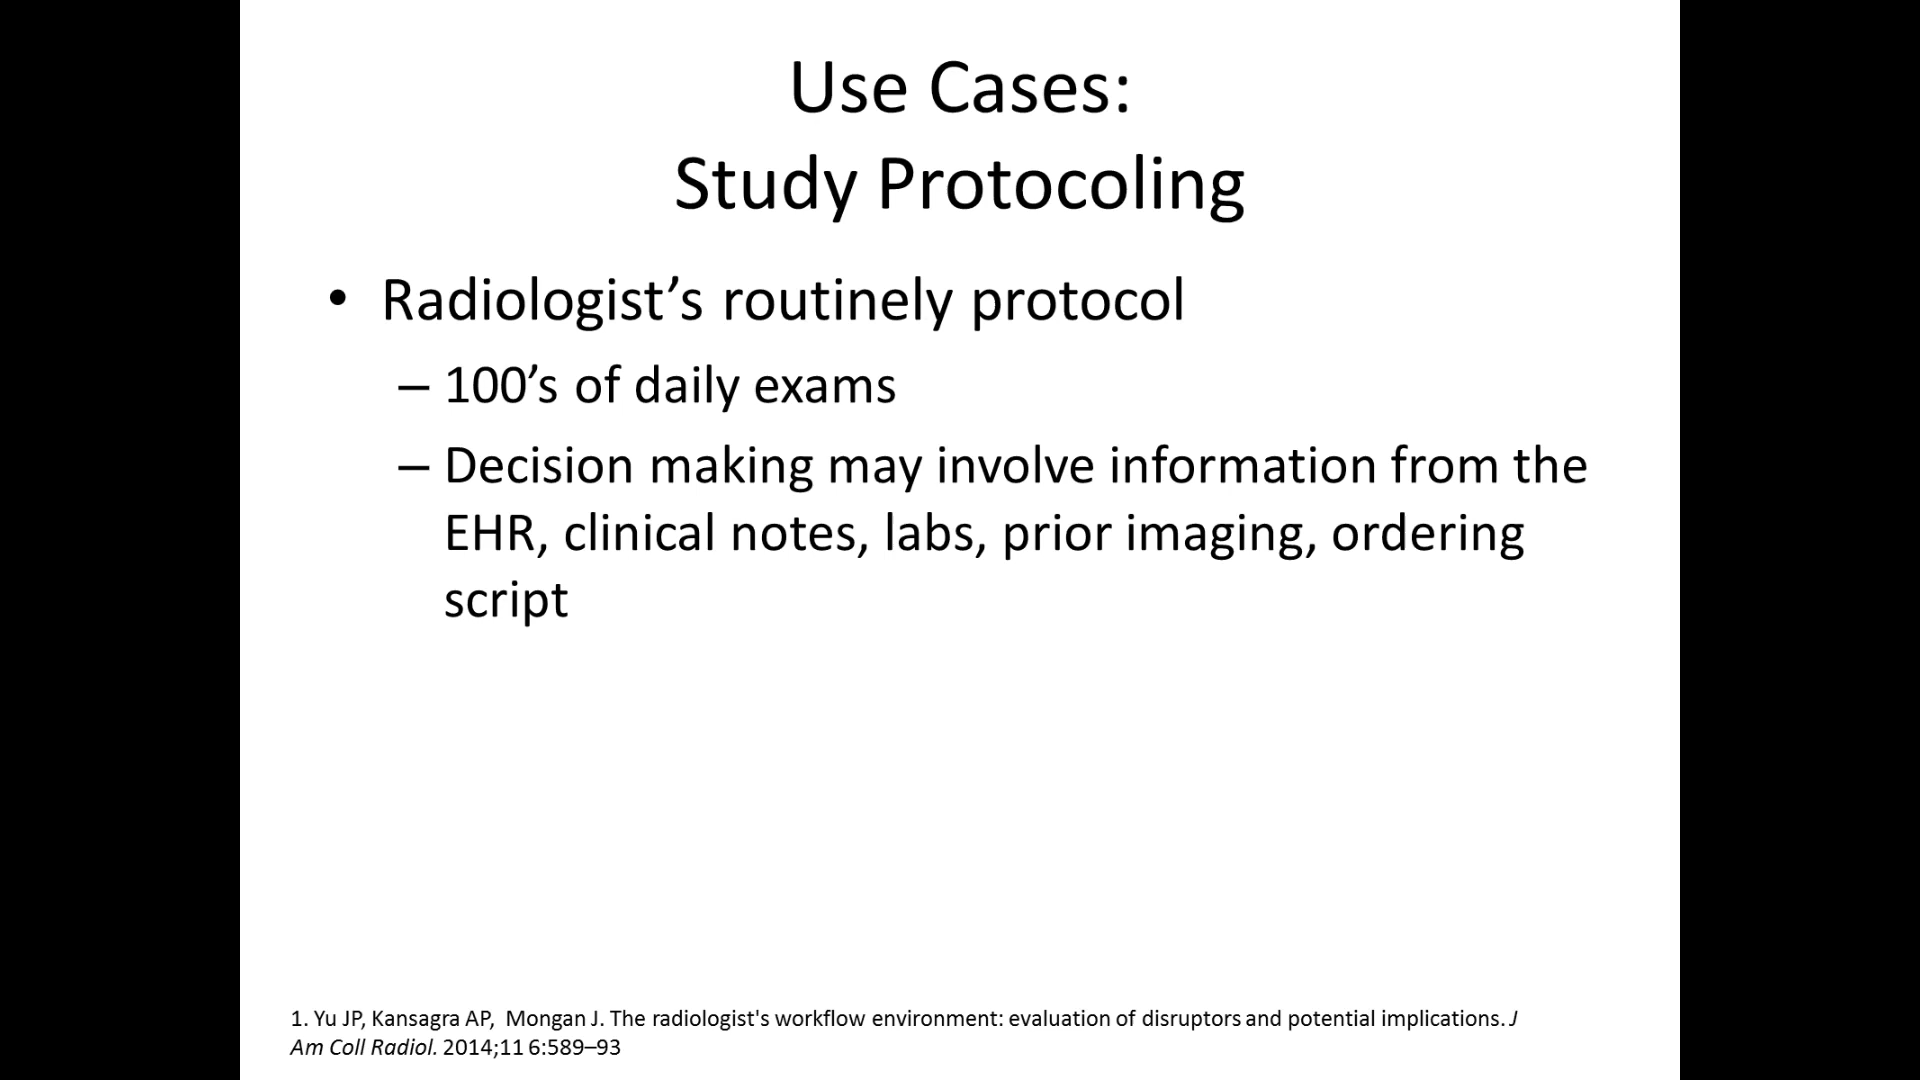 Use Cases:
Study Protocoling
• Radiologist’s routinely protocol
– 100’s of daily exams
– Decision making may involve information from the
EHR, clinical notes, labs, prior imaging, ordering
script
1. Yu JP, Kansagra AP, Mongan J. The radiologist's workflow environment: evaluation of disruptors and potential implications. J
Am Coll Radiol. 2014;11 6:589–93